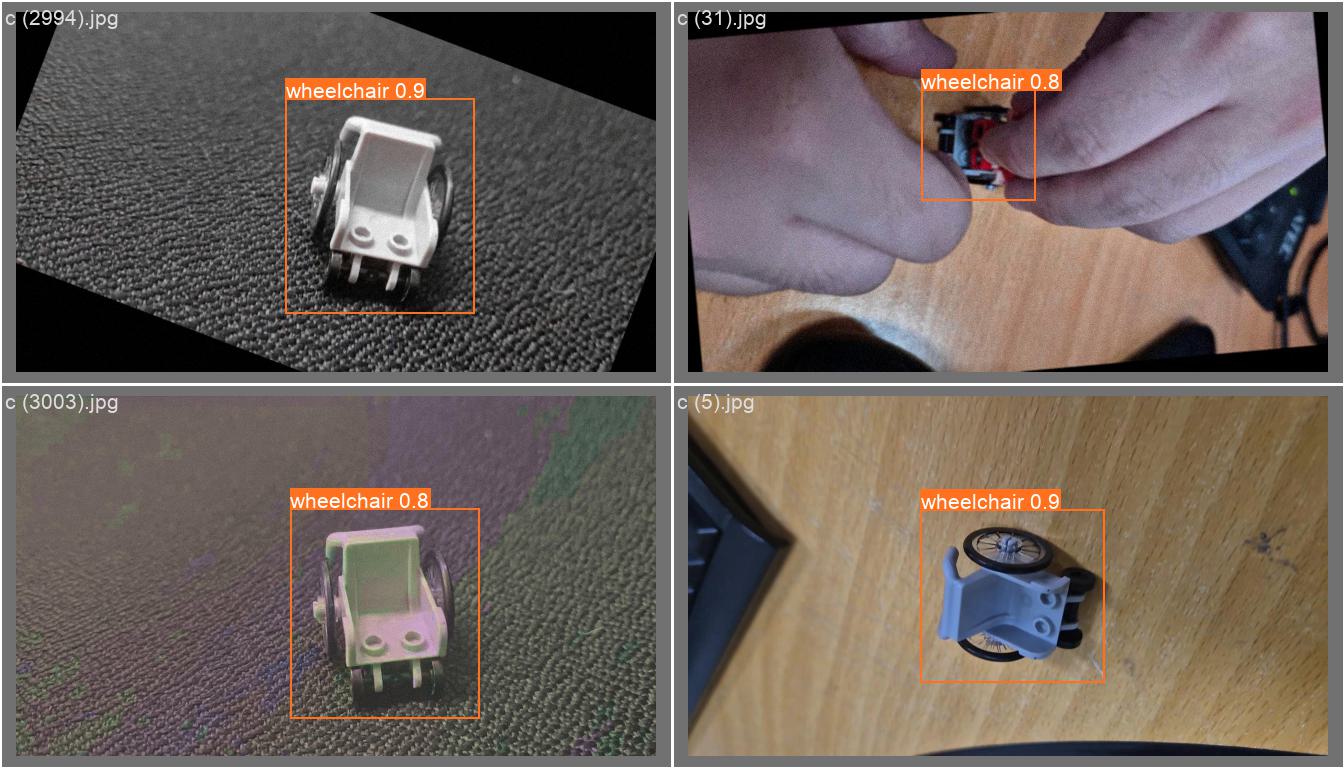 c (2994).jpg
wheelchair 0.9
c (31).jpg
wheelchair 0.8
c (3003).jpg
wheelchair 0.8
c (5).jpg
wheelchair 0.9